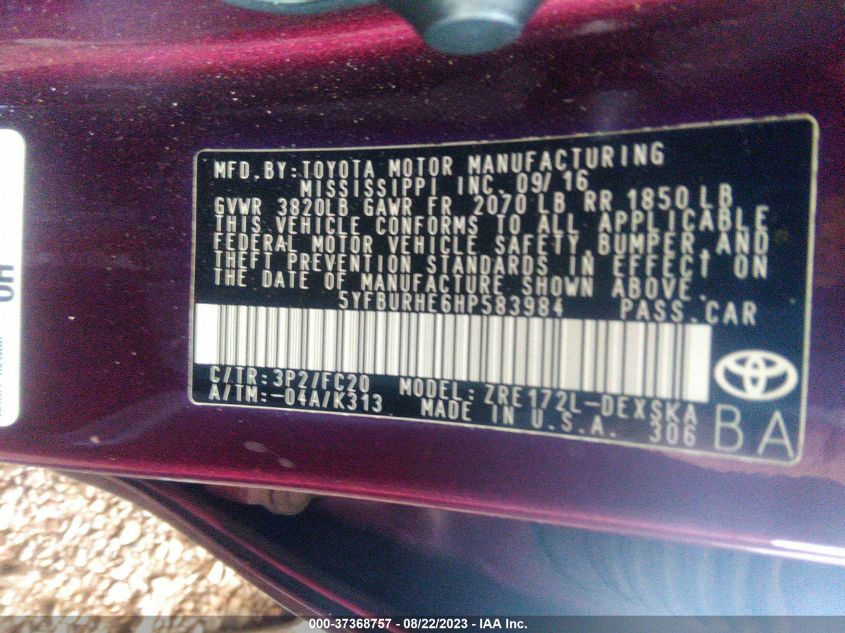 MFD. BY: TOYOTA MOTOR MANUFACTURING
MISSISSIPPI INC. 09/16
GVWR 3820LB GAWR FR 2070 LB RR 1850 LB
THIS VEHICLE CONFORMS TO ALL APPLICABLE
FEDERAL MOTOR VEHICLE SAFETY, BUMPER, AND
THEFT PREVENTION STANDARDS IN EFFECT ON
THE DATE OF MANUFACTURE SHOWN ABOVE.
5YFBURHE6HP583984 PASS. CAR
C/TR: 3P2/FC20 MODEL: ZRE172L-DEXSKA
A/TM: -04A/K313 MADE IN U.S.A. 306
BA
000-37368757 - 08/22/2023 - IAA Inc.